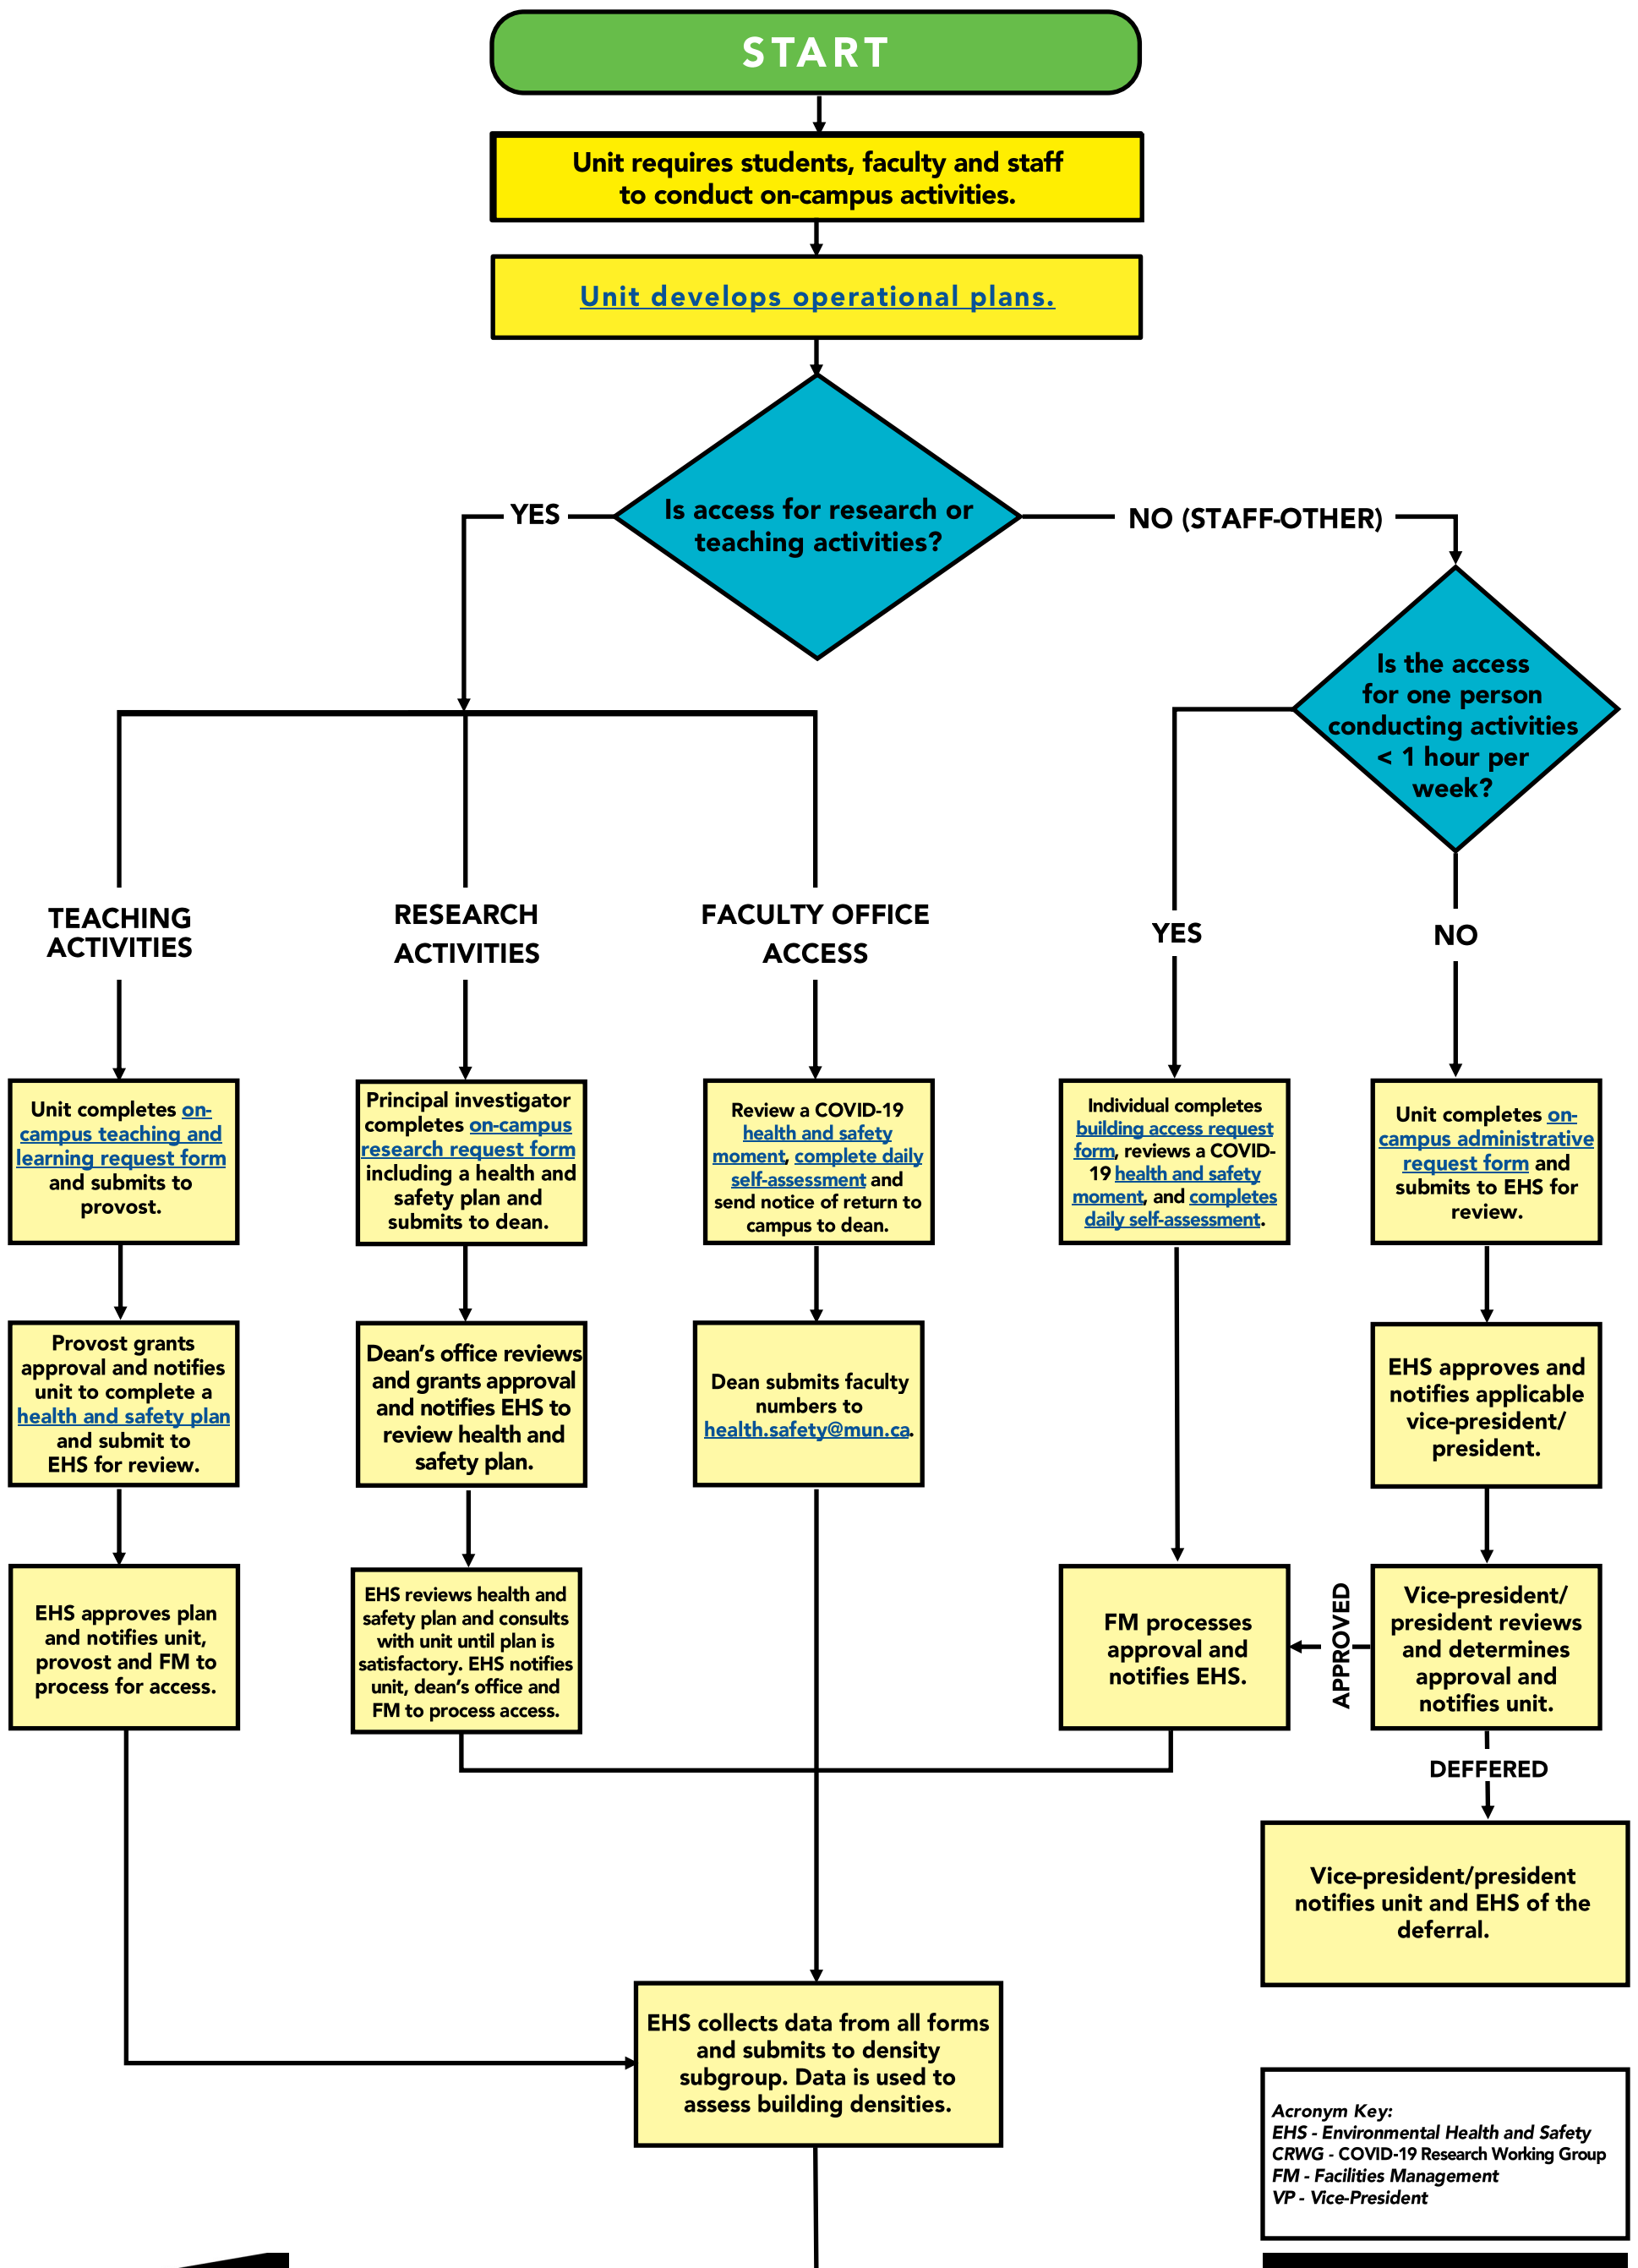 START
Unit requires students, faculty and staff
to conduct on-campus activities.
Unit develops operational plans.
Is access for research or
teaching activities?
YES
NO (STAFF-OTHER)
Is the access
for one person
conducting activities
< 1 hour per
week?
TEACHING
ACTIVITIES
RESEARCH
ACTIVITIES
FACULTY OFFICE
ACCESS
YES
NO
Unit completes on-
campus teaching and
learning request form
and submits to
provost.
Principal investigator
completes on-campus
research request form
including a health and
safety plan and
submits to dean.
Review a COVID-19
health and safety
moment, complete daily
self-assessment and
send notice of return to
campus to dean.
Individual completes
building access request
form, reviews a COVID-
19 health and safety
moment, and completes
daily self-assessment.
Unit completes on-
campus administrative
request form and
submits to EHS for
review.
Provost grants
approval and notifies
unit to complete a
health and safety plan
and submit to
EHS for review.
Dean's office reviews
and grants approval
and notifies EHS to
review health and
safety plan.
Dean submits faculty
numbers to
health.safety@mun.ca.
EHS approves and
notifies applicable
vice-president/
president.
EHS approves plan
and notifies unit,
provost and FM to
process for access.
EHS reviews health and
safety plan and consults
with unit until plan is
satisfactory. EHS notifies
unit, dean's office and
FM to process access.
FM processes
approval and
notifies EHS.
APPROVED
Vice-president/
president reviews
and determines
approval and
notifies unit.
DEFFERED
Vice-president/president
notifies unit and EHS of the
deferral.
EHS collects data from all forms
and submits to density
subgroup. Data is used to
assess building densities.
Acronym Key:
EHS - Environmental Health and Safety
CRWG - COVID-19 Research Working Group
FM - Facilities Management
VP - Vice-President